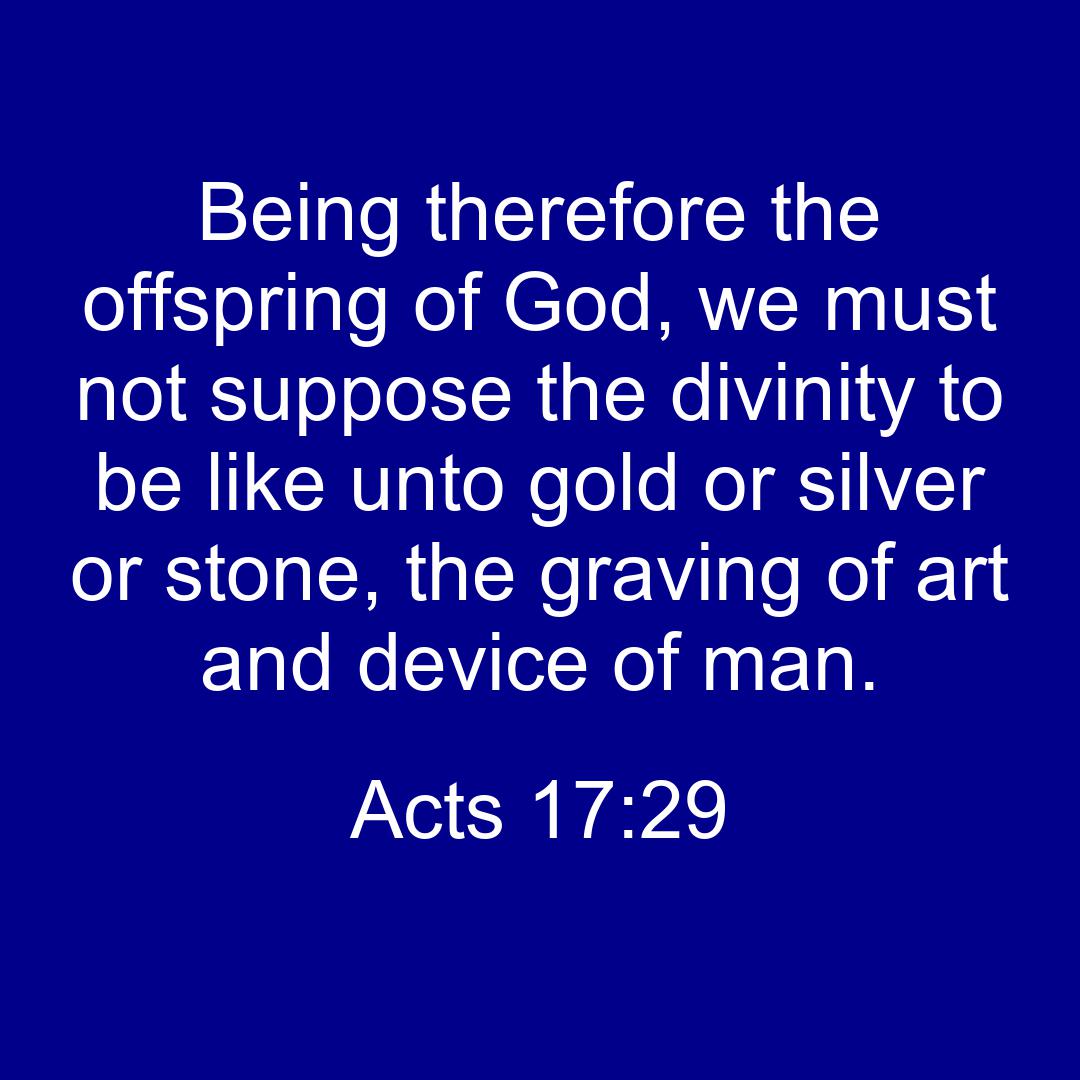 Being therefore the
offspring of God, we must
not suppose the divinity to
be like unto gold or silver
or stone, the graving of art
and device of man.
Acts 17:29